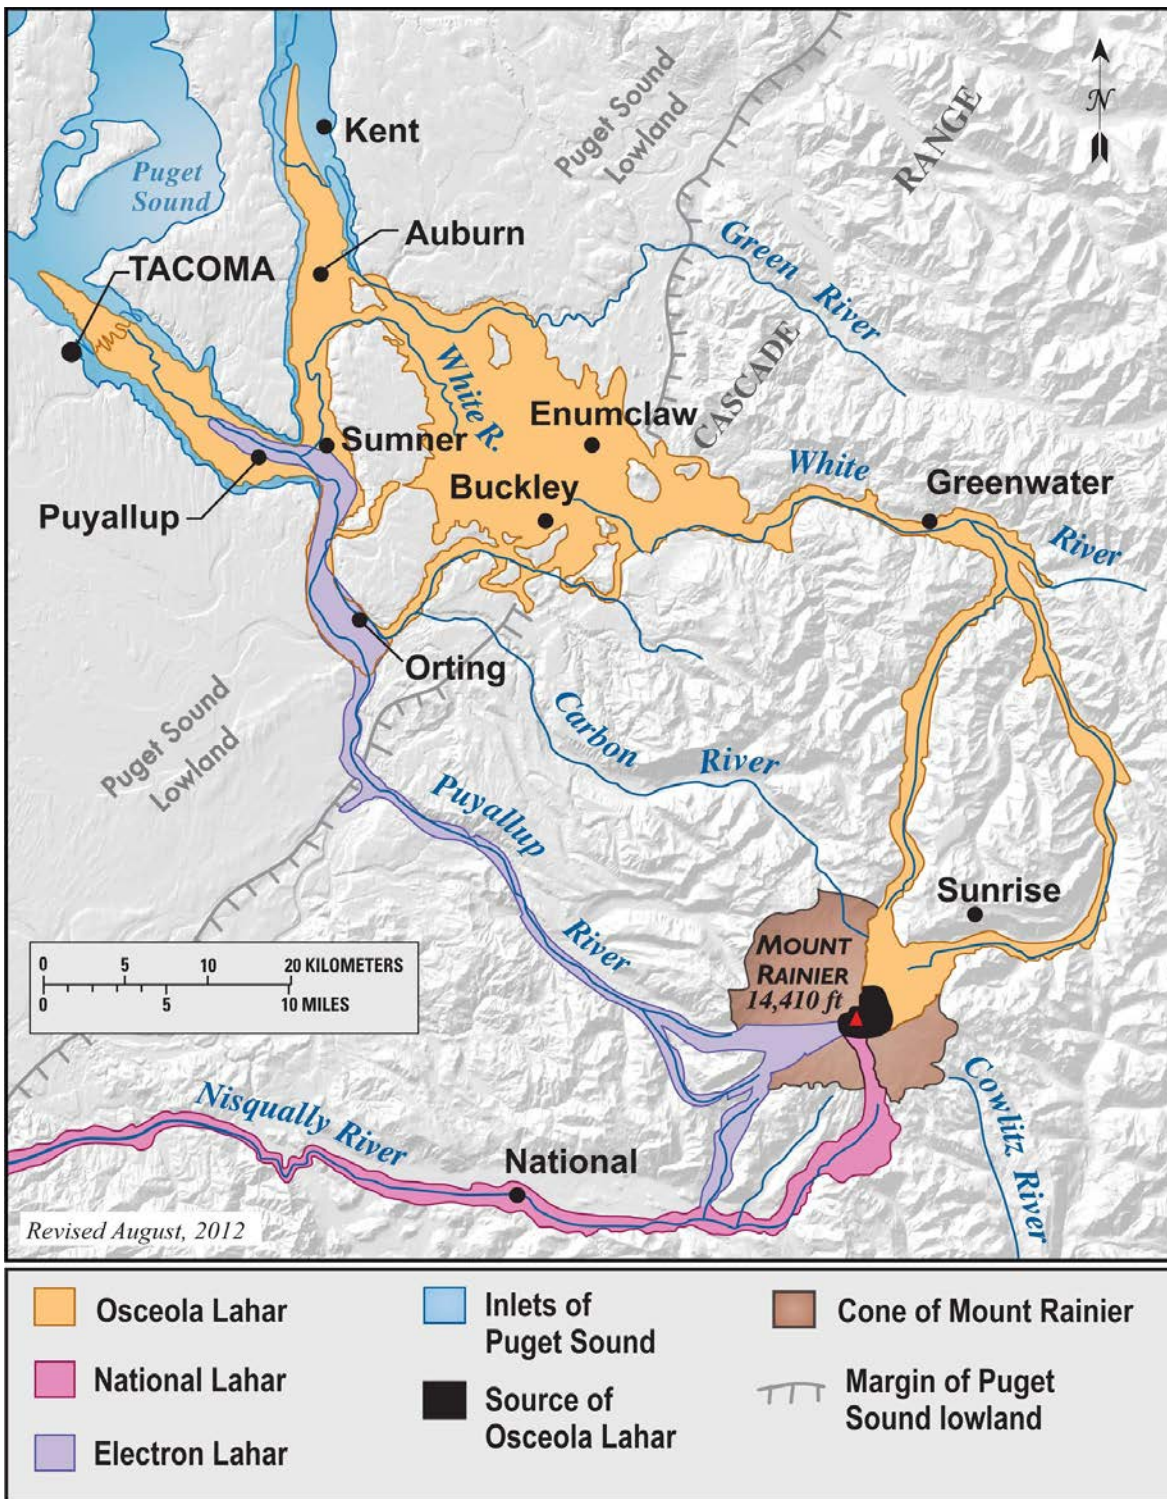 Kent
Puget Sound
Lowland
RANGE
N
Puget
Sound
Auburn
TACOMA
Green River
CASCADE
White R.
Enumclaw
Sumner
Buckley
White River
Greenwater
Puyallup
Orting
Puget Sound
Lowland
Carbon River
Puyallup River
Sunrise
MOUNT
RAINIER
14,410 ft
0 5 10 20 KILOMETERS
0 5 10 MILES
Nisqually River
Cowlitz River
National
Revised August, 2012
Osceola Lahar
National Lahar
Electron Lahar
Inlets of
Puget Sound
Source of
Osceola Lahar
Cone of Mount Rainier
Margin of Puget
Sound lowland